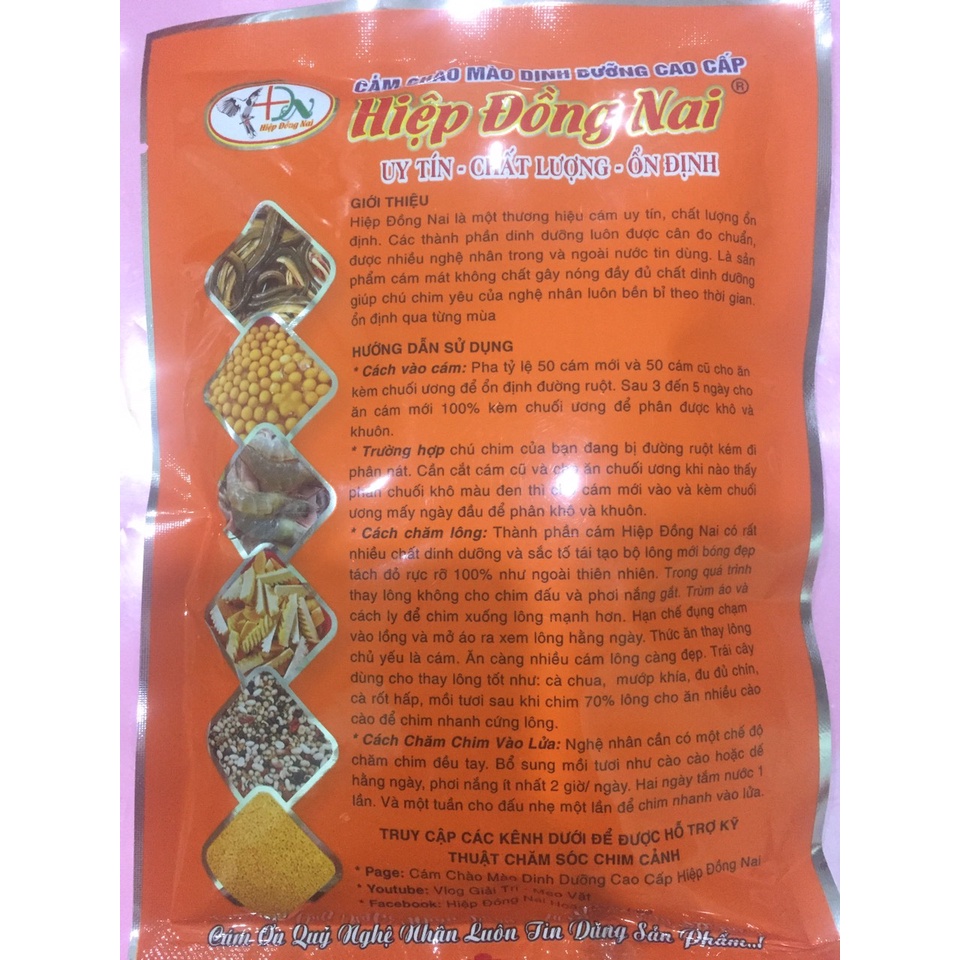 CÁM CHÀO MÀO DINH DƯỠNG CAO CẤP
HĐN
Hiệp Đồng Nai
Hiệp Đồng Nai ®
UY TÍN - CHẤT LƯỢNG - ỔN ĐỊNH
GIỚI THIỆU
Hiệp Đồng Nai là một thương hiệu cám uy tín, chất lượng ổn
định. Các thành phần dinh dưỡng luôn được cân đo chuẩn,
được nhiều nghệ nhân trong và ngoài nước tin dùng. Là sản
phẩm cám mát không chất gây nóng đầy đủ chất dinh dưỡng
giúp chú chim yêu của nghệ nhân luôn bền bỉ theo thời gian.
ổn định qua từng mùa
HƯỚNG DẪN SỬ DỤNG
* Cách vào cám: Pha tỷ lệ 50 cám mới và 50 cám cũ cho ăn
kèm chuối ương để ổn định đường ruột. Sau 3 đến 5 ngày cho
ăn cám mới 100% kèm chuối ương để phân được khô và
khuôn.
* Trường hợp chú chim của bạn đang bị đường ruột kém đi
phân nát. Cần cắt cám cũ và cho ăn chuối ương khi nào thấy
phân chuối khô màu đen thì cho cám mới vào và kèm chuối
ương mấy ngày đầu để phân khô và khuôn.
* Cách chăm lông: Thành phần cám Hiệp Đồng Nai có rất
nhiều chất dinh dưỡng và sắc tố tái tạo bộ lông mới bóng đẹp
tách đỏ rực rỡ 100% như ngoài thiên nhiên. Trong quá trình
thay lông không cho chim đấu và phơi nắng gắt. Trùm áo và
cách ly để chim xuống lông mạnh hơn. Hạn chế đụng chạm
vào lồng và mở áo ra xem lông hằng ngày. Thức ăn thay lông
chủ yếu là cám. Ăn càng nhiều cám lông càng đẹp. Trái cây
dùng cho thay lông tốt như: cà chua, mướp khía, đu đủ chín,
cà rốt hấp, mồi tươi sau khi chim 70% lông cho ăn nhiều cào
cào để chim nhanh cứng lông.
* Cách Chăm Chim Vào Lửa: Nghệ nhân cần có một chế độ
chăm chim đều tay. Bổ sung mồi tươi như cào cào hoặc dế
hằng ngày, phơi nắng ít nhất 2 giờ/ ngày. Hai ngày tắm nước 1
lần. Và một tuần cho đấu nhẹ một lần để chim nhanh vào lửa.
TRUY CẬP CÁC KÊNH DƯỚI ĐỂ ĐƯỢC HỖ TRỢ KỸ
THUẬT CHĂM SÓC CHIM CẢNH
* Page: Cám Chào Mào Dinh Dưỡng Cao Cấp Hiệp Đồng Nai
* Youtube: Vlog Giải Trí - Mẹo Vặt
* Facebook: Hiệp Đồng Nai
Cám Ơn Quý Nghệ Nhân Luôn Tin Dùng Sản Phẩm..!